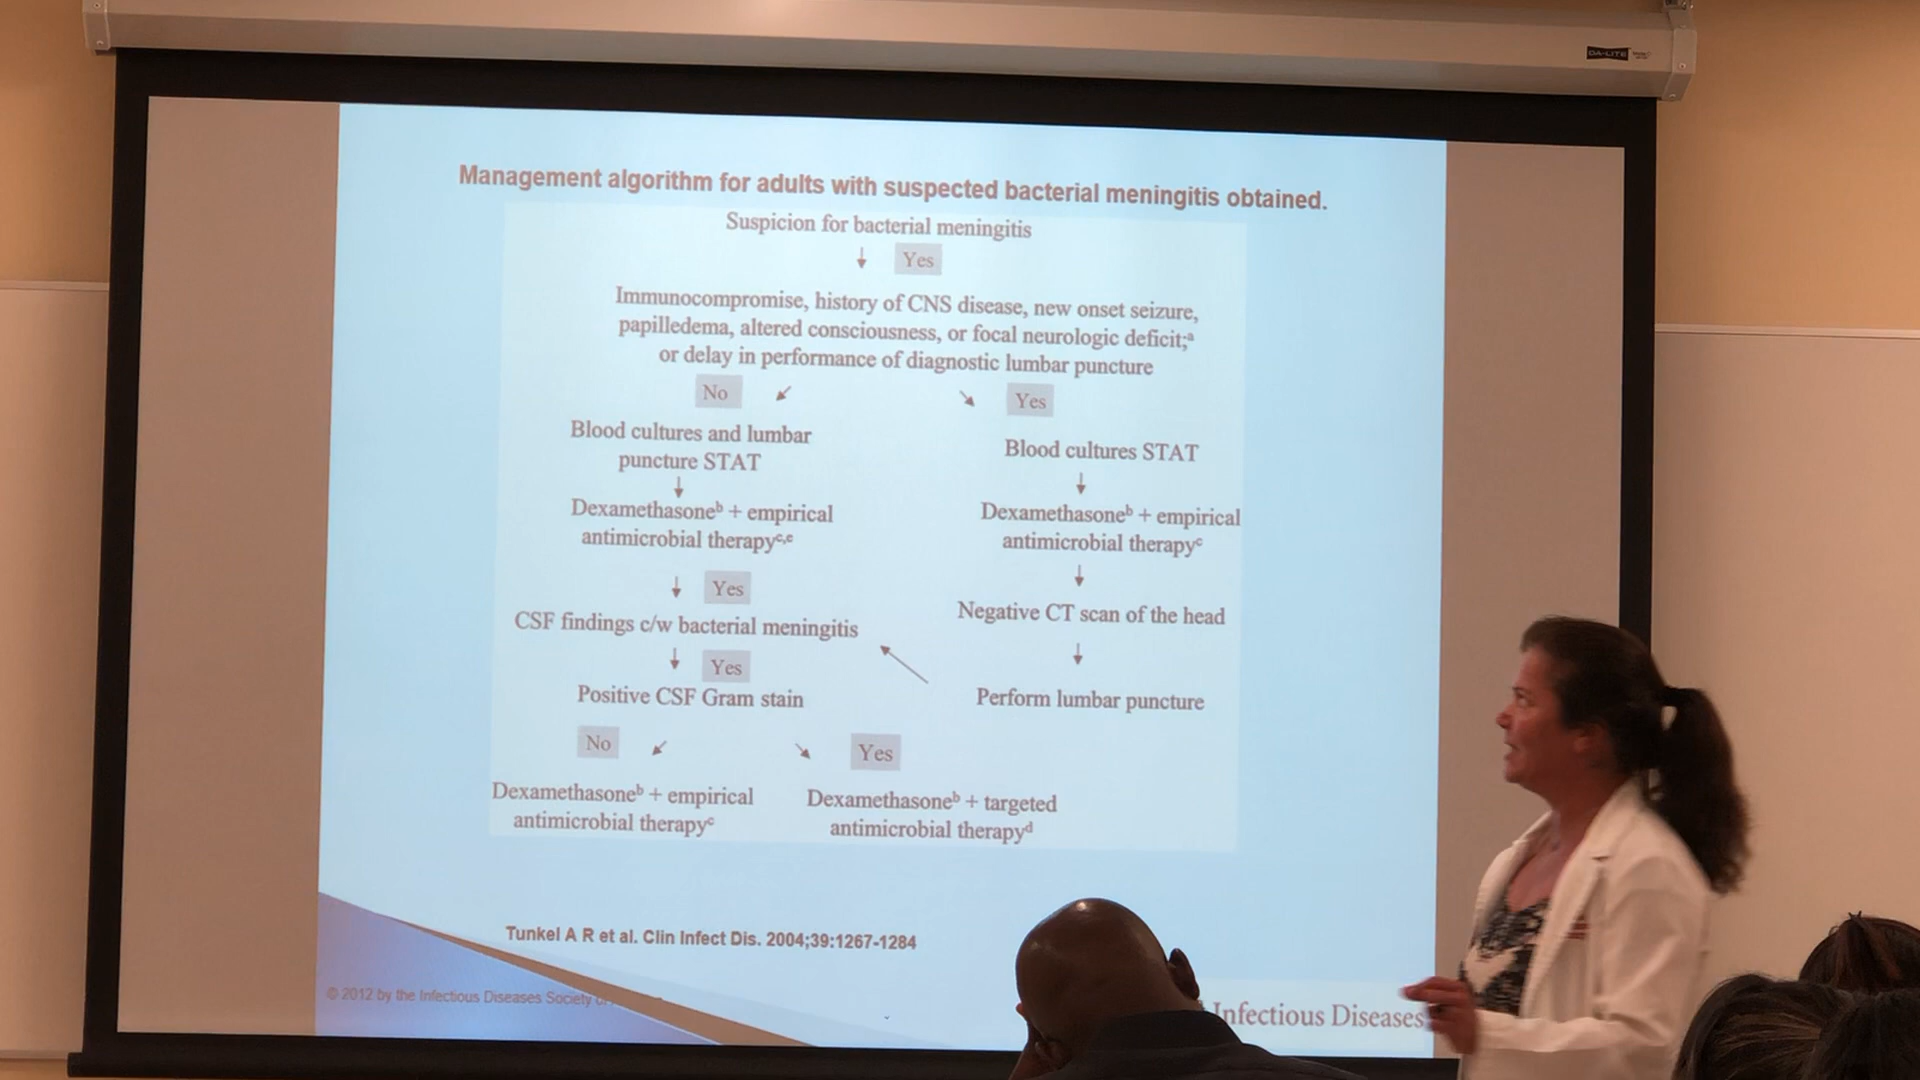 DA-LITE
Management algorithm for adults with suspected bacterial meningitis obtained.
Suspicion for bacterial meningitis
↓ Yes
Immunocompromise, history of CNS disease, new onset seizure,
papilledema, altered consciousness, or focal neurologic deficit;ᵃ
or delay in performance of diagnostic lumbar puncture
No
Yes
Blood cultures and lumbar
puncture STAT
Blood cultures STAT
Dexamethasoneᵇ + empirical
antimicrobial therapyᶜ,ᵉ
Dexamethasoneᵇ + empirical
antimicrobial therapyᶜ
Yes
CSF findings c/w bacterial meningitis
Negative CT scan of the head
Yes
Positive CSF Gram stain
Perform lumbar puncture
No
Yes
Dexamethasoneᵇ + empirical
antimicrobial therapyᶜ
Dexamethasoneᵇ + targeted
antimicrobial therapyᵈ
Tunkel A R et al. Clin Infect Dis. 2004;39:1267-1284
© 2012 by the Infectious Diseases Society
Infectious Diseases